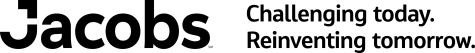 Jacobs
Challenging today.
Reinventing tomorrow.